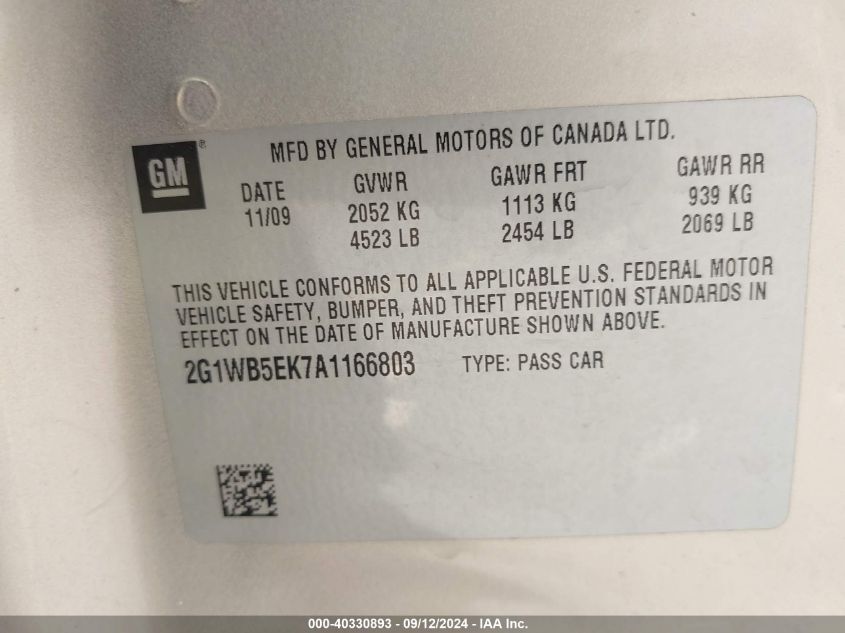 GM®
MFD BY GENERAL MOTORS OF CANADA LTD.
DATE GVWR GAWR FRT GAWR RR
11/09 2052 KG 1113 KG 939 KG
4523 LB 2454 LB 2069 LB
THIS VEHICLE CONFORMS TO ALL APPLICABLE U.S. FEDERAL MOTOR
VEHICLE SAFETY, BUMPER, AND THEFT PREVENTION STANDARDS IN
EFFECT ON THE DATE OF MANUFACTURE SHOWN ABOVE.
2G1WB5EK7A1166803 TYPE: PASS CAR
000-40330893 - 09/12/2024 - IAA Inc.